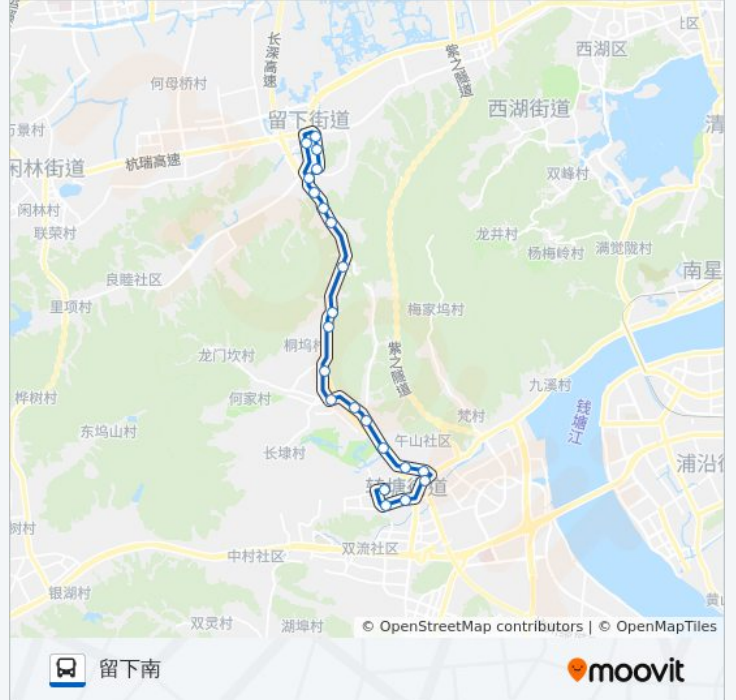 长深高速
紫之隧道
西湖区
何母桥村
西湖街道
留下街道
清
闲林街道
杭瑞高速
双峰村
闲林村
联荣村
龙井村
杨梅岭村
满觉陇村
良睦社区
南星
里项村
梅家坞村
桐坞村
龙门坎村
紫之隧道
九溪村
桦树村
何家村
梵村
钱塘江
东坞山村
午山社区
长埭村
浦沿街
转塘街道
树村
双流社区
中村社区
银湖村
双灵村
湖埠村
© OpenStreetMap contributors | © OpenMapTiles
留下南
moovit